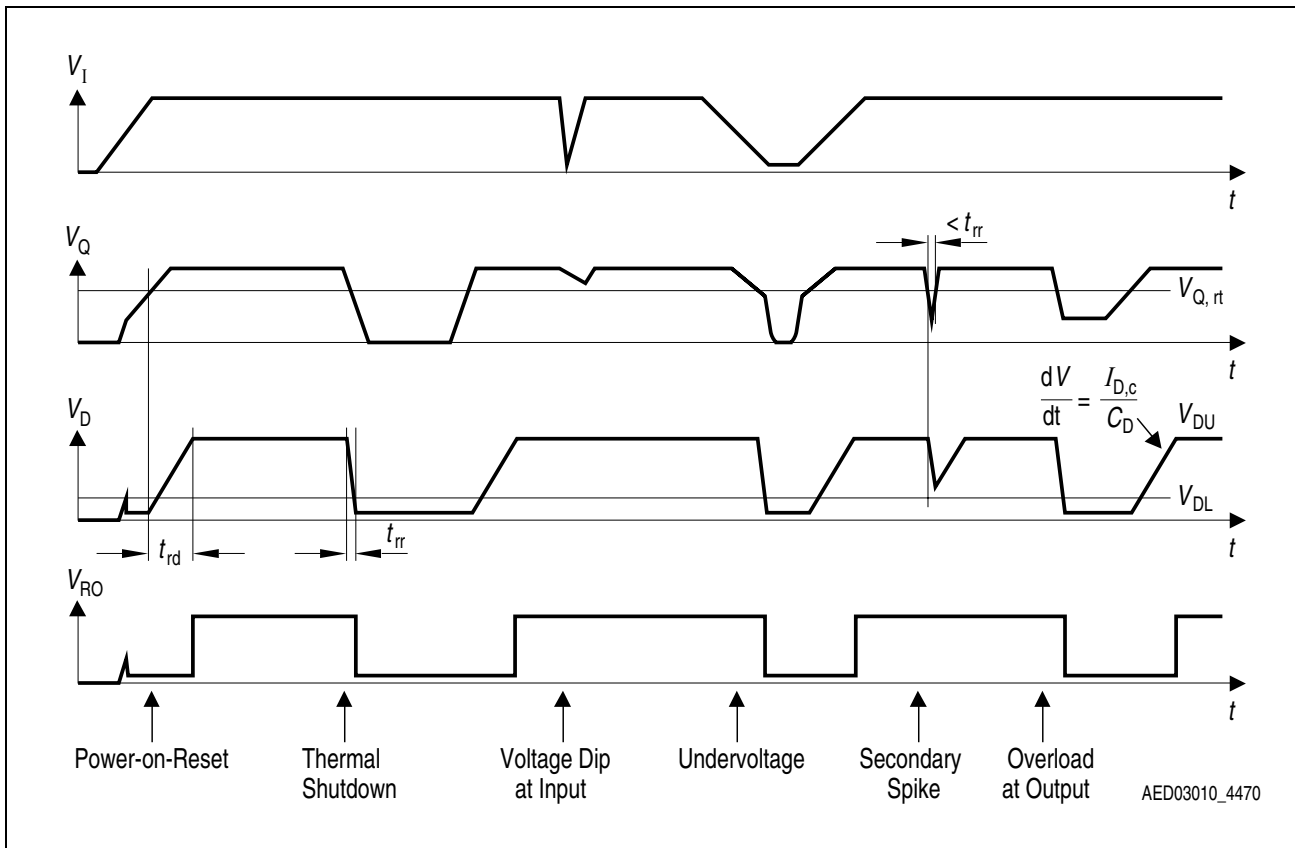 V_I
t
V_Q
< t_rr
V_Q, rt
t
dV/dt = I_D,c/C_D
V_D
V_DU
V_DL
t_rd
t_rr
t
V_RO
t
Power-on-Reset
Thermal
Shutdown
Voltage Dip
at Input
Undervoltage
Secondary
Spike
Overload
at Output
AED03010_4470